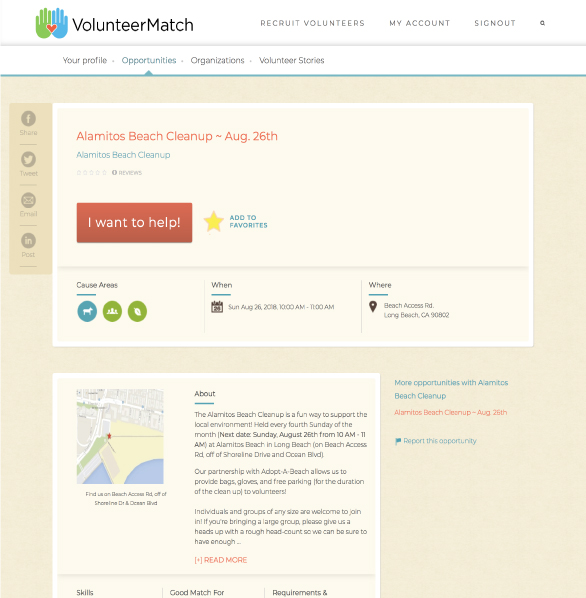 VolunteerMatch
RECRUIT VOLUNTEERS
MY ACCOUNT
SIGNOUT
Your profile
Opportunities
Organizations
Volunteer Stories
Share
Tweet
Email
Post
Alamitos Beach Cleanup ~ Aug. 26th
Alamitos Beach Cleanup
0 REVIEWS
I want to help!
ADD TO
FAVORITES
Cause Areas
When
26
Sun Aug 26, 2018, 10:00 AM - 11:00 AM
Where
Beach Access Rd.
Long Beach, CA 90802
Find us on Beach Access Rd, off of
Shoreline Dr & Ocean Blvd
About
The Alamitos Beach Cleanup is a fun way to support the
local environment! Held every fourth Sunday of the
month (Next date: Sunday, August 26th from 10 AM - 11
AM) at Alamitos Beach in Long Beach (on Beach Access
Rd, off of Shoreline Drive and Ocean Blvd).
Our partnership with Adopt-A-Beach allows us to
provide bags, gloves, and free parking (for the duration
of the clean up) to volunteers!
Individuals and groups of any size are welcome to join
in! If you're bringing a large group, please give us a
heads up with a rough head-count so we can be sure to
have enough ...
[+] READ MORE
More opportunities with Alamitos
Beach Cleanup
Alamitos Beach Cleanup ~ Aug. 26th
Report this opportunity
Skills
Good Match For
Requirements &